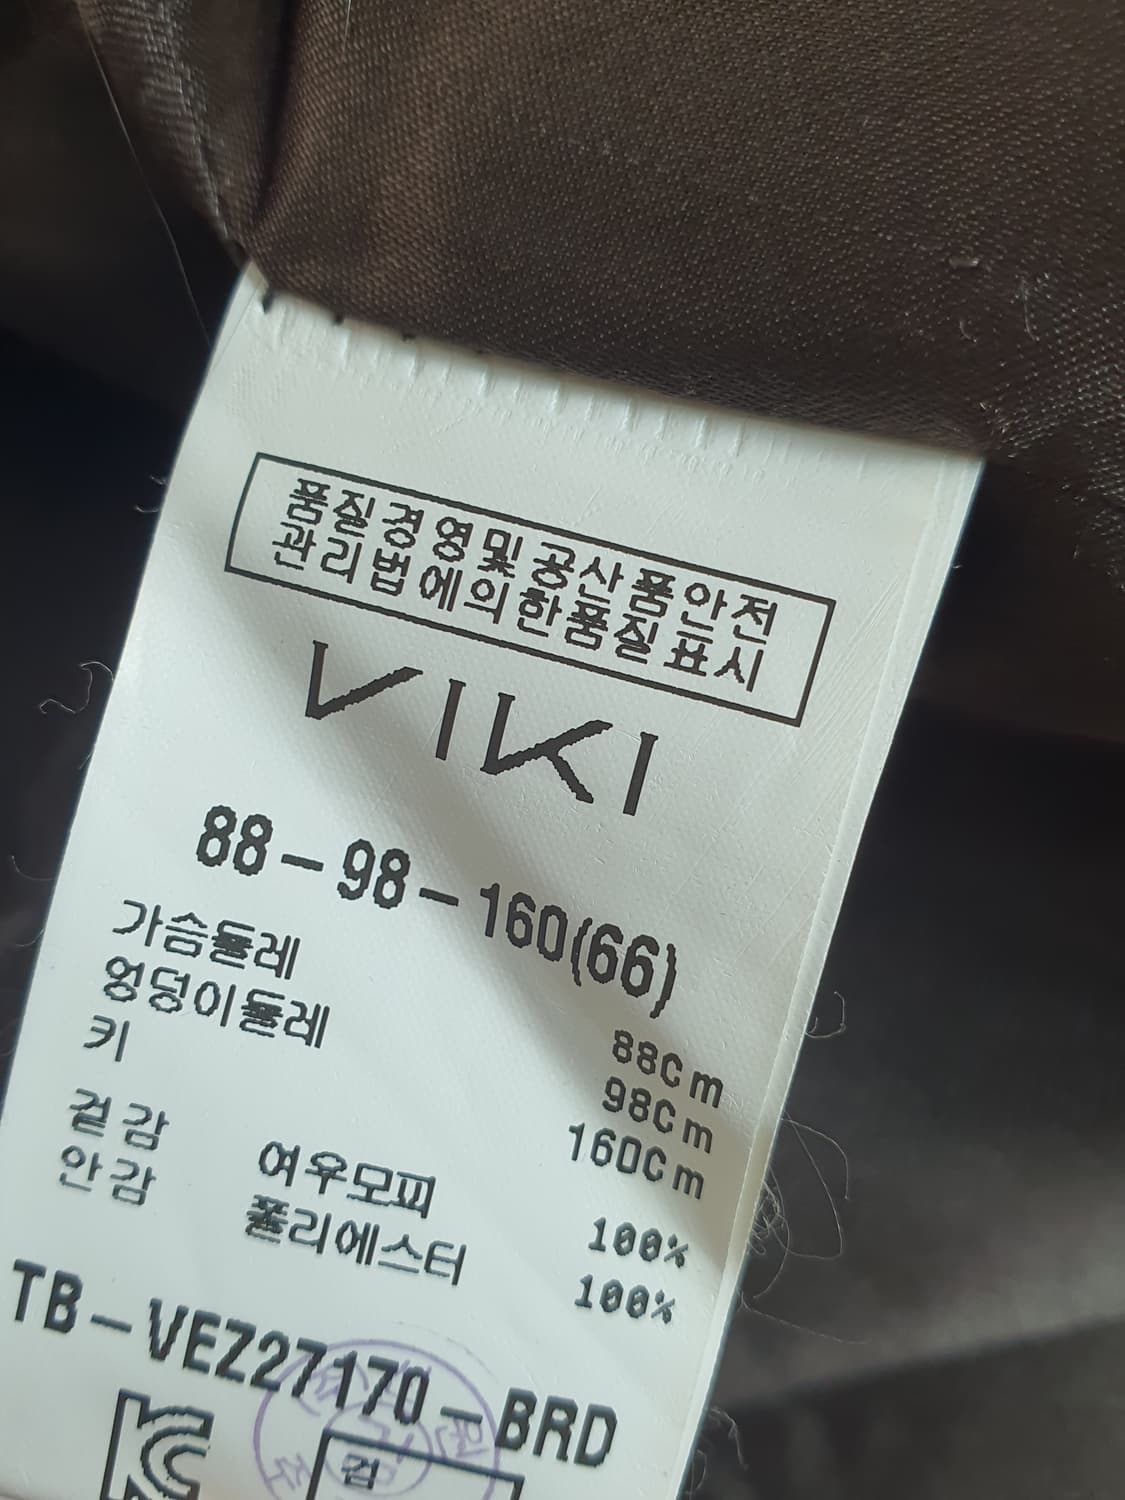 품질경영및공산품안전
관리법에의한품질표시
VIKI
88-98-160(66)
가슴둘레 88Cm
엉덩이둘레 98Cm
키 160Cm
겉감 여우모피 100%
안감 폴리에스터 100%
TB-VEZ27170-BRD
검